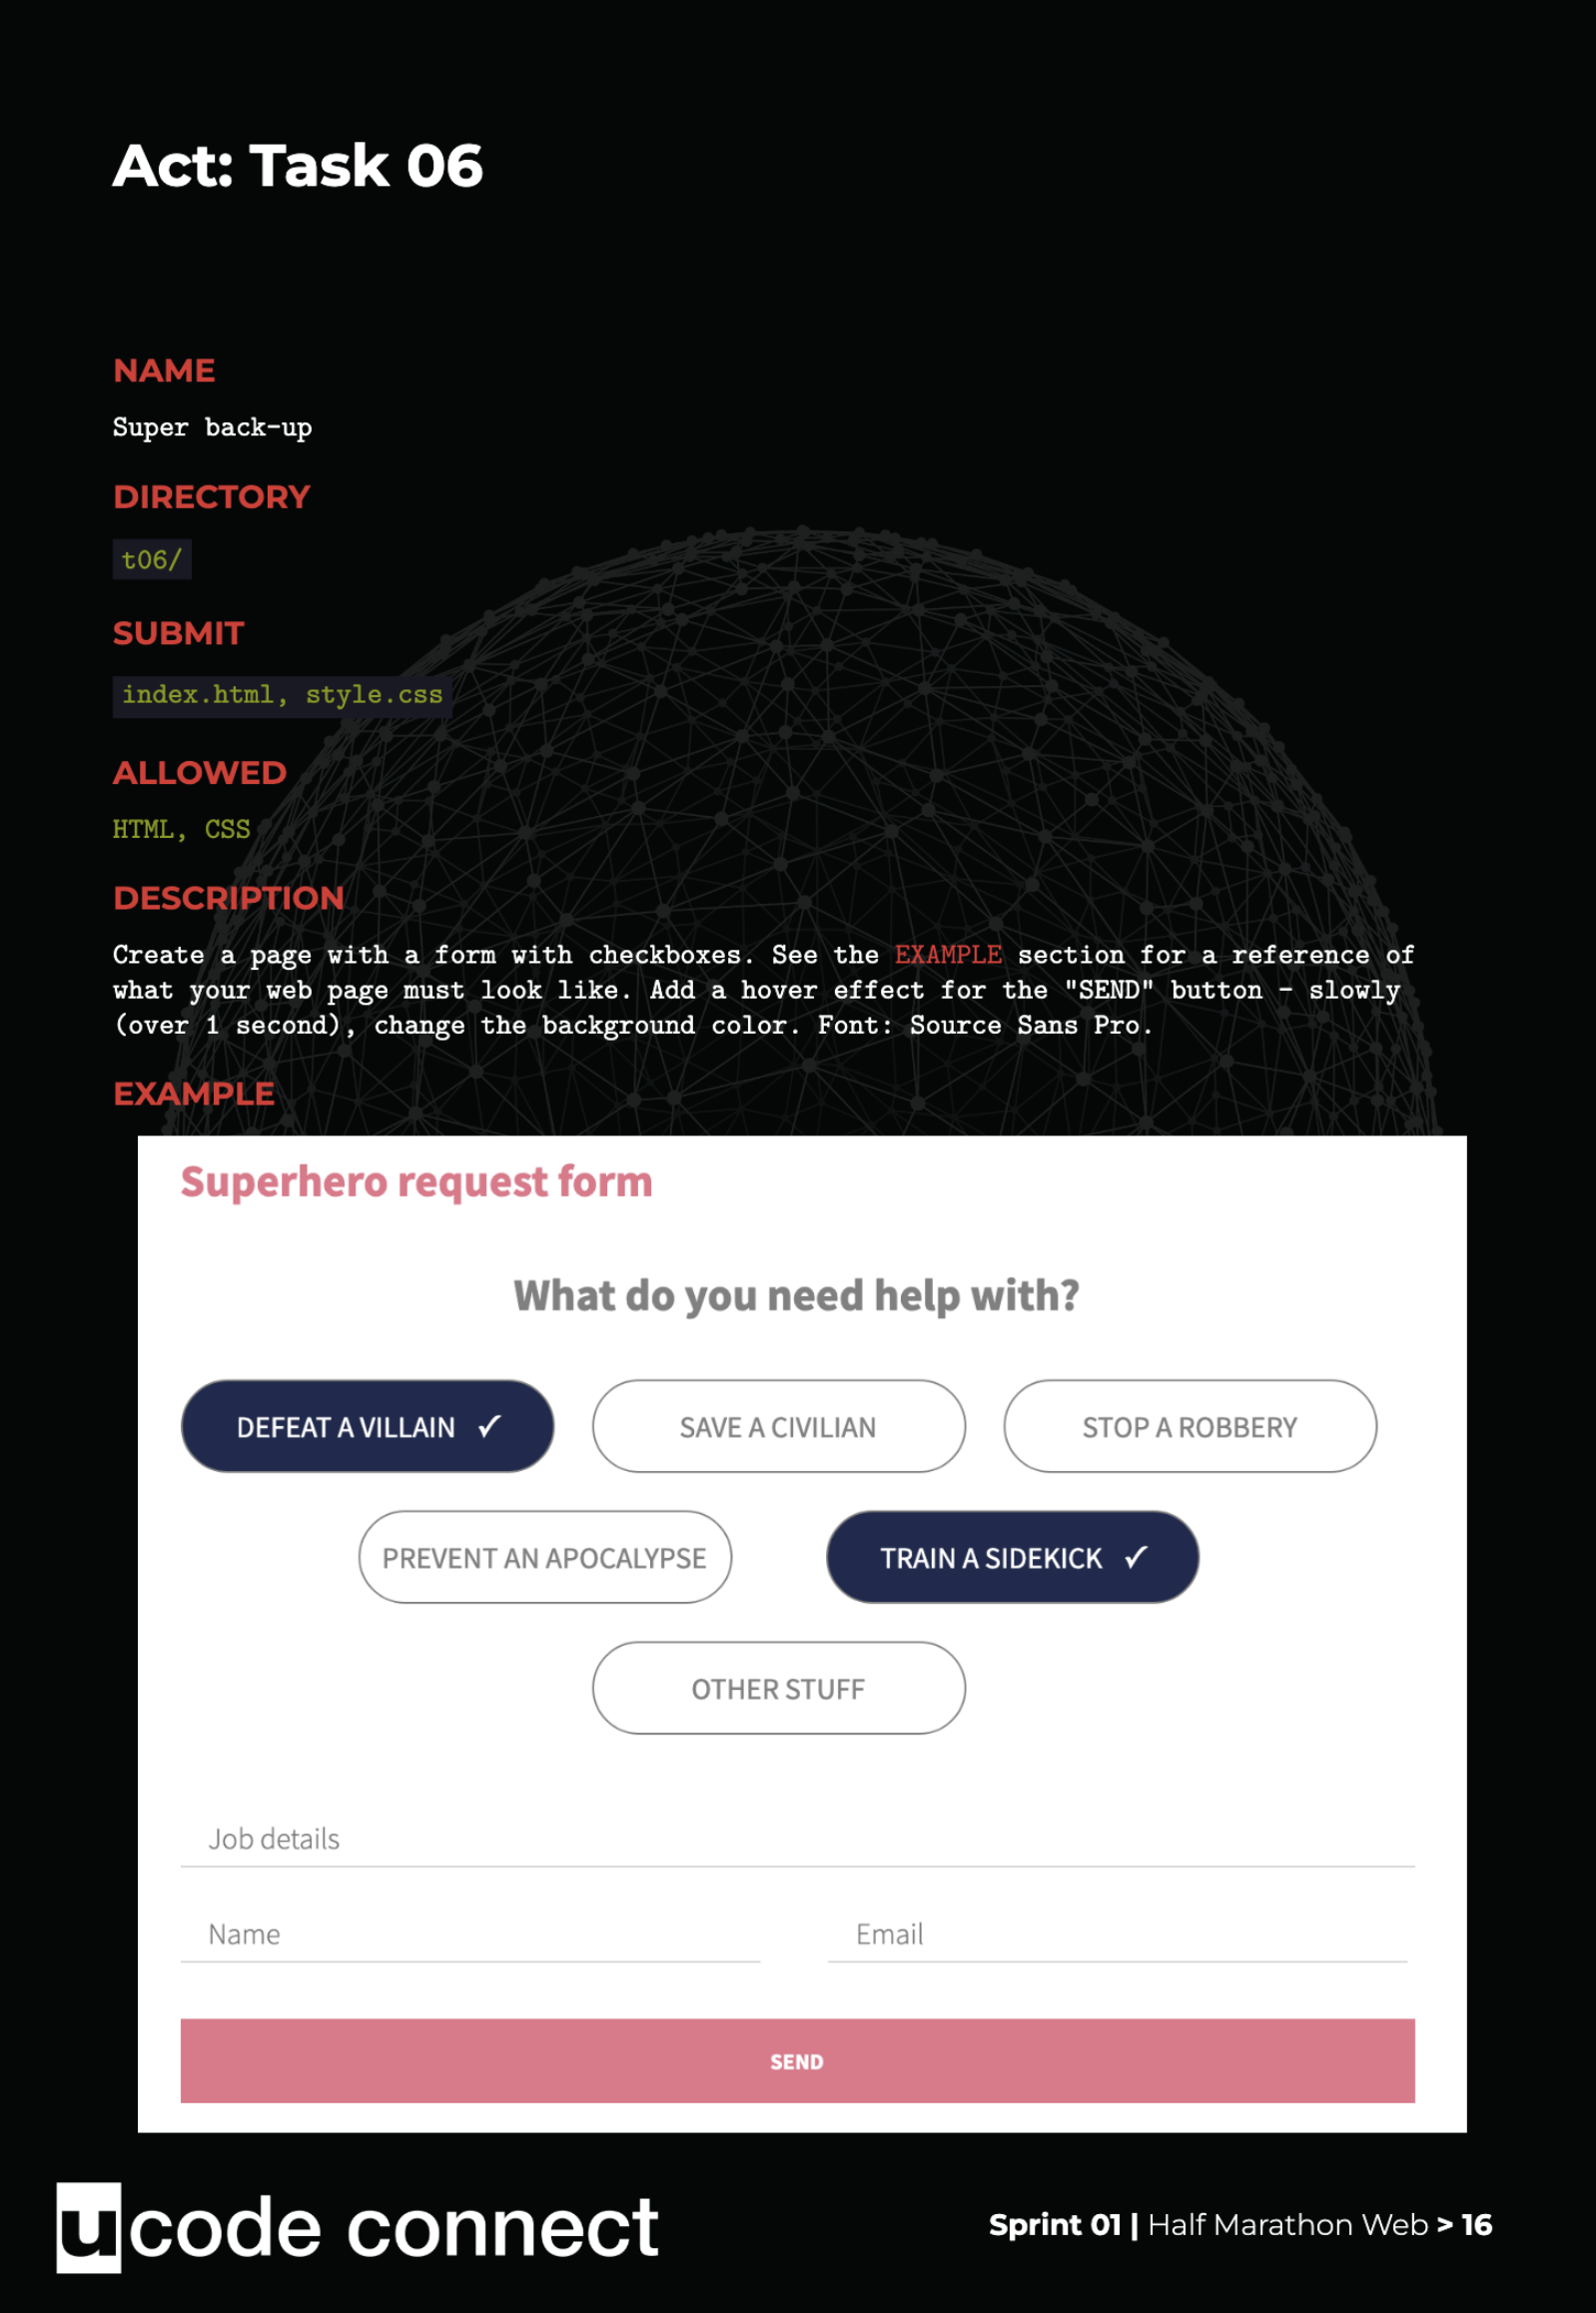 Act: Task 06
NAME
Super back-up
DIRECTORY
t06/
SUBMIT
index.html, style.css
ALLOWED
HTML, CSS
DESCRIPTION
Create a page with a form with checkboxes. See the EXAMPLE section for a reference of
what your web page must look like. Add a hover effect for the "SEND" button - slowly
(over 1 second), change the background color. Font: Source Sans Pro.
EXAMPLE
Superhero request form
What do you need help with?
DEFEAT A VILLAIN ✓
SAVE A CIVILIAN
STOP A ROBBERY
PREVENT AN APOCALYPSE
TRAIN A SIDEKICK ✓
OTHER STUFF
Job details
Name
Email
SEND
ucode connect
Sprint 01 | Half Marathon Web > 16